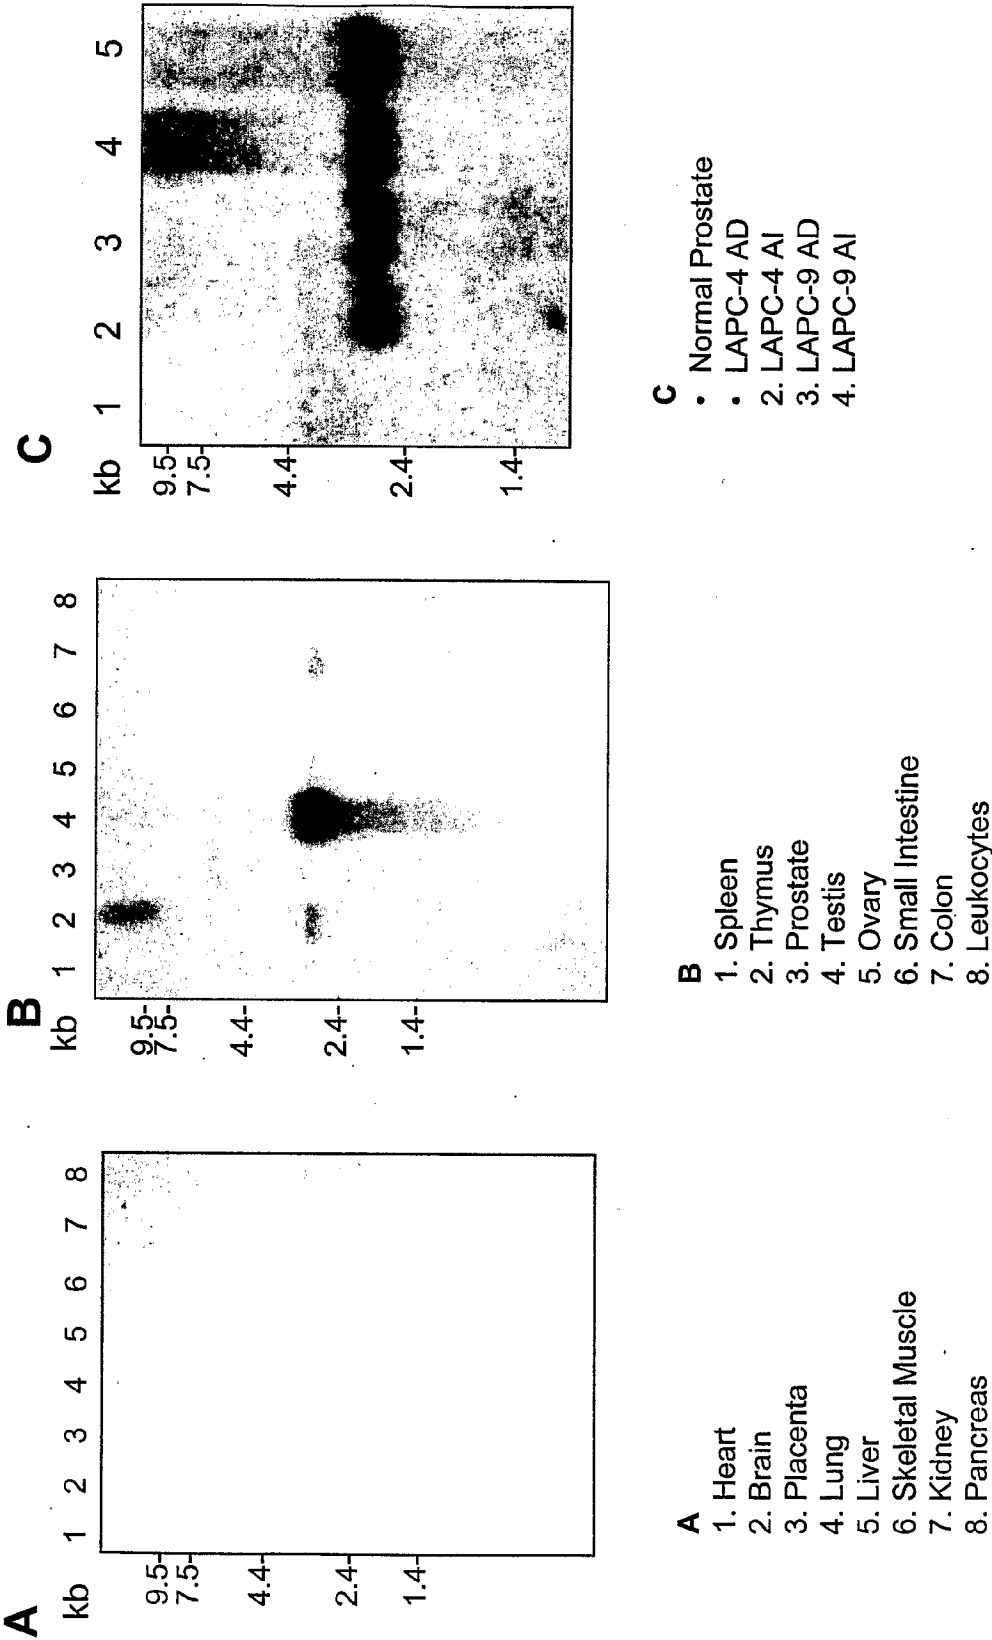 A
kb
1 2 3 4 5 6 7 8
9.5-
7.5-
4.4-
2.4-
1.4-
A
1. Heart
2. Brain
3. Placenta
4. Lung
5. Liver
6. Skeletal Muscle
7. Kidney
8. Pancreas
B
kb
1 2 3 4 5 6 7 8
9.5-
7.5-
4.4-
2.4-
1.4-
B
1. Spleen
2. Thymus
3. Prostate
4. Testis
5. Ovary
6. Small Intestine
7. Colon
8. Leukocytes
C
kb
1 2 3 4 5
9.5-
7.5-
4.4-
2.4-
1.4-
C
• Normal Prostate
• LAPC-4 AD
2. LAPC-4 AI
3. LAPC-9 AD
4. LAPC-9 AI